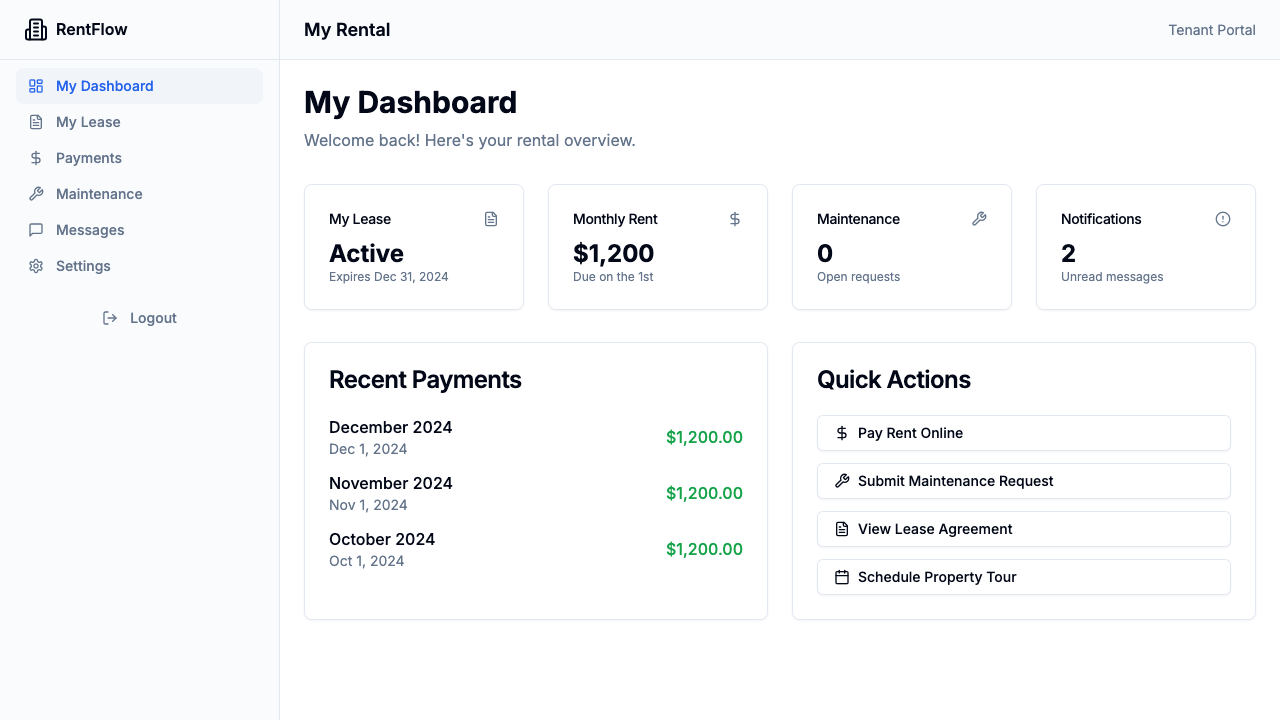 RentFlow
My Dashboard
My Lease
Payments
Maintenance
Messages
Settings
Logout
My Rental
Tenant Portal
My Dashboard
Welcome back! Here's your rental overview.
My Lease
Active
Expires Dec 31, 2024
Monthly Rent
$1,200
Due on the 1st
Maintenance
0
Open requests
Notifications
2
Unread messages
Recent Payments
December 2024
Dec 1, 2024
$1,200.00
November 2024
Nov 1, 2024
$1,200.00
October 2024
Oct 1, 2024
$1,200.00
Quick Actions
Pay Rent Online
Submit Maintenance Request
View Lease Agreement
Schedule Property Tour